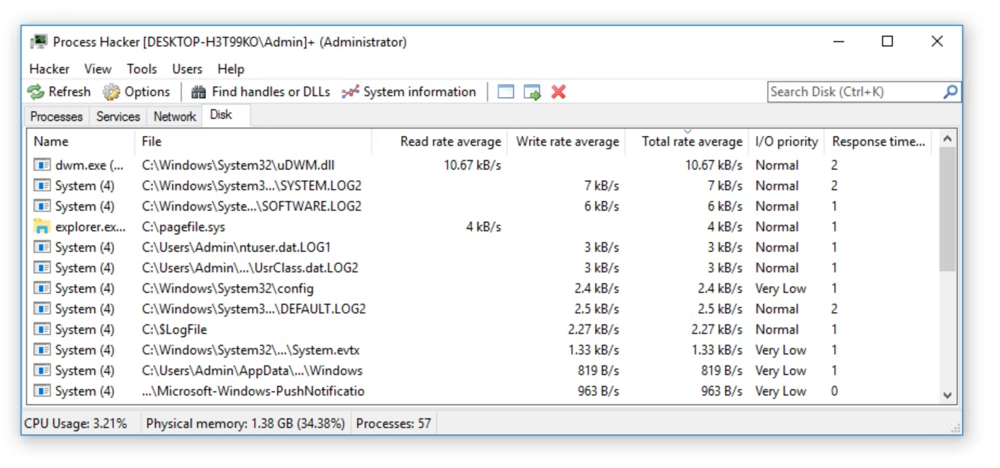 Process Hacker [DESKTOP-H3T99KO\Admin]+ (Administrator)
Hacker View Tools Users Help
Refresh Options Find handles or DLLs System information Search Disk (Ctrl+K)
Processes Services Network Disk
Name File Read rate average Write rate average Total rate average I/O priority Response time...
dwm.exe (... C:\Windows\System32\uDWM.dll 10.67 kB/s 10.67 kB/s Normal 2
System (4) C:\Windows\System3...\SYSTEM.LOG2 7 kB/s 7 kB/s Normal 2
System (4) C:\Windows\Syste...\SOFTWARE.LOG2 6 kB/s 6 kB/s Normal 1
explorer.ex... C:\pagefile.sys 4 kB/s 4 kB/s Normal 1
System (4) C:\Users\Admin\ntuser.dat.LOG1 3 kB/s 3 kB/s Normal 1
System (4) C:\Users\Admin\...\UsrClass.dat.LOG2 3 kB/s 3 kB/s Normal 1
System (4) C:\Windows\System32\config 2.4 kB/s 2.4 kB/s Very Low 1
System (4) C:\Windows\System3...\DEFAULT.LOG2 2.5 kB/s 2.5 kB/s Normal 2
System (4) C:\$LogFile 2.27 kB/s 2.27 kB/s Normal 1
System (4) C:\Windows\System32\...\System.evtx 1.33 kB/s 1.33 kB/s Very Low 1
System (4) C:\Users\Admin\AppData\...\Windows 819 B/s 819 B/s Very Low 1
System (4) ...\Microsoft-Windows-PushNotificatio 963 B/s 963 B/s Very Low 0
CPU Usage: 3.21% Physical memory: 1.38 GB (34.38%) Processes: 57